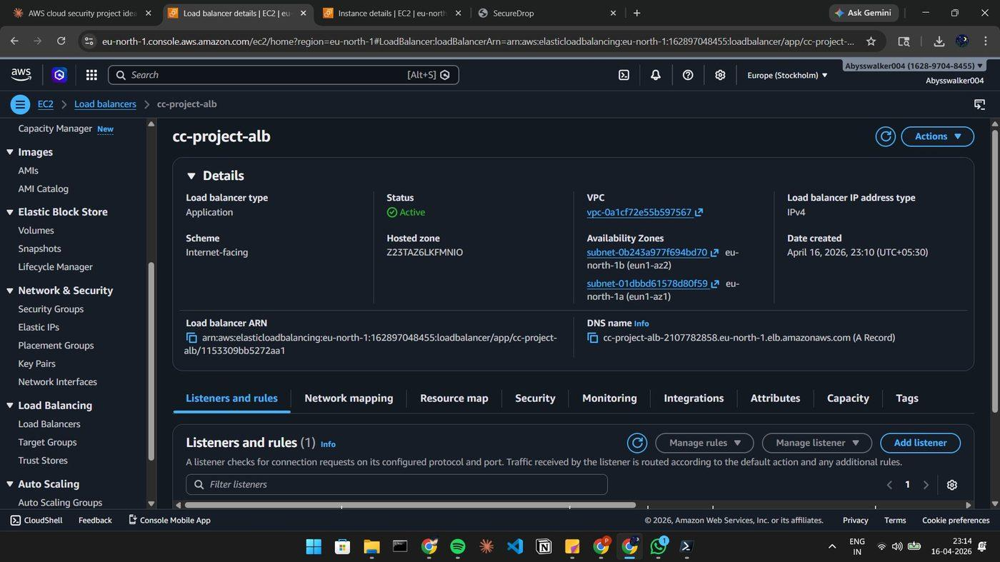 AWS cloud security project idea
Load balancer details | EC2 | eu-
Instance details | EC2 | eu-north
SecureDrop
Ask Gemini
eu-north-1.console.aws.amazon.com/ec2/home?region=eu-north-1#LoadBalancer:loadBalancerArn=arn:aws:elasticloadbalancing:eu-north-1:162897048455:loadbalancer/app/cc-project-...
aws
Search
[Alt+S]
Europe (Stockholm)
Abysswalker004 (1628-9704-8455)
Abysswalker004
EC2
Load balancers
cc-project-alb
Capacity Manager New
Images
AMIs
AMI Catalog
Elastic Block Store
Volumes
Snapshots
Lifecycle Manager
Network & Security
Security Groups
Elastic IPs
Placement Groups
Key Pairs
Network Interfaces
Load Balancing
Load Balancers
Target Groups
Trust Stores
Auto Scaling
Auto Scaling Groups
cc-project-alb
Actions
Details
Load balancer type
Application
Status
Active
VPC
vpc-0a1cf72e55b597567
Load balancer IP address type
IPv4
Scheme
Internet-facing
Hosted zone
Z23TAZ6LKFMNIO
Availability Zones
subnet-0b243a977f694bd70 eu-
north-1b (eun1-az2)
subnet-01dbbd61578d80f59 eu-
north-1a (eun1-az1)
Date created
April 16, 2026, 23:10 (UTC+05:30)
Load balancer ARN
arn:aws:elasticloadbalancing:eu-north-1:162897048455:loadbalancer/app/cc-project-
alb/1153309bb5272aa1
DNS name Info
cc-project-alb-2107782858.eu-north-1.elb.amazonaws.com (A Record)
Listeners and rules
Network mapping
Resource map
Security
Monitoring
Integrations
Attributes
Capacity
Tags
Listeners and rules (1) Info
Manage rules
Manage listener
Add listener
A listener checks for connection requests on its configured protocol and port. Traffic received by the listener is routed according to the default action and any additional rules.
Filter listeners
1
CloudShell
Feedback
Console Mobile App
© 2026, Amazon Web Services, Inc. or its affiliates.
Privacy
Terms
Cookie preferences
P
1
ENG
IN
23:14
16-04-2026